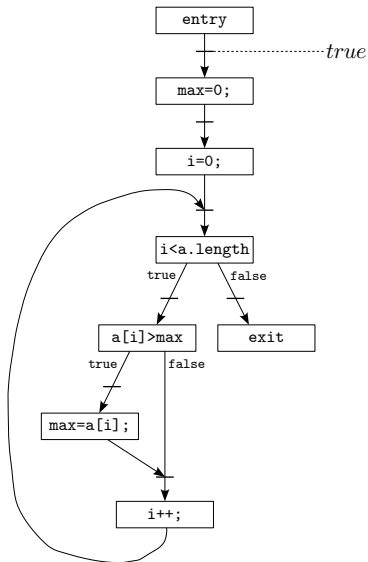 entry
true
max=0;
i=0;
i<a.length
true
false
a[i]>max
exit
true
false
max=a[i];
i++;